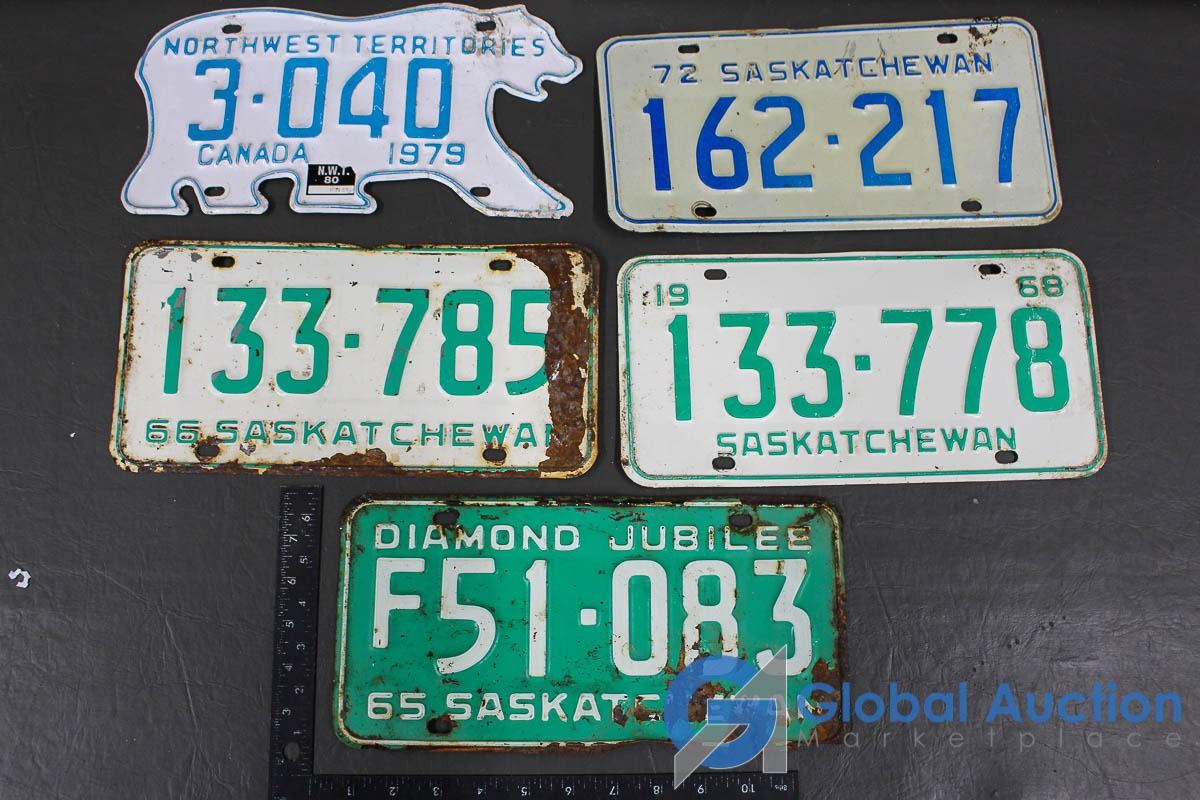 NORTHWEST TERRITORIES
3·040
CANADA 1979
N.W.T.
80
72 SASKATCHEWAN
162·217
133·785
66 SASKATCHEWAN
19 68
133·778
SASKATCHEWAN
DIAMOND JUBILEE
F51·083
65 SASKATCHEWAN
Global Auction
Marketplace